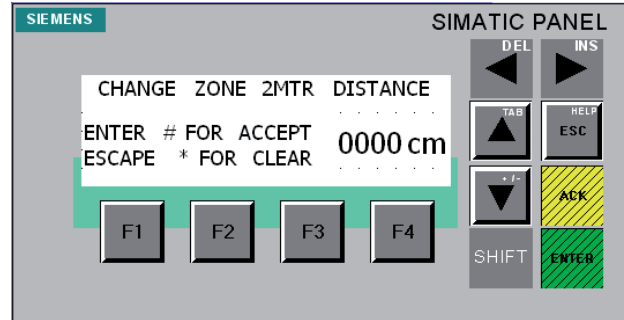 SIEMENS
SIMATIC PANEL
DEL
INS
CHANGE ZONE 2MTR DISTANCE
ENTER # FOR ACCEPT
ESCAPE * FOR CLEAR
0000 cm
TAB
HELP
ESC
+ / -
ACK
F1 F2 F3 F4
SHIFT
ENTER